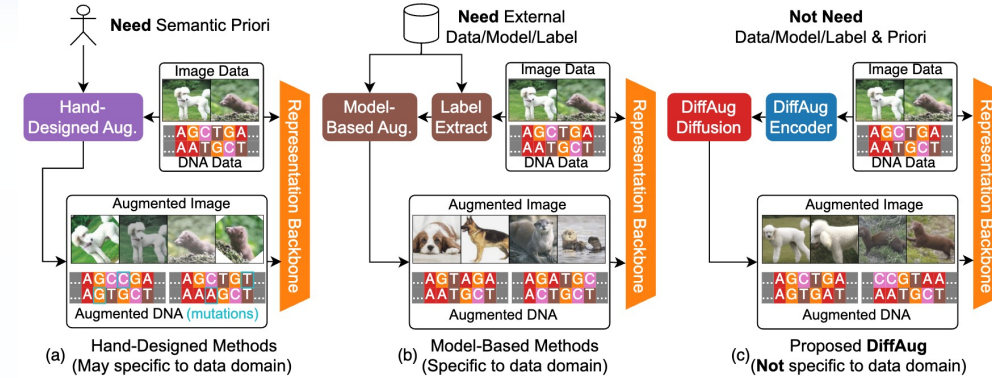 Need Semantic Priori
Image Data
Hand-
Designed Aug.
AGCTGA
AATGCT
DNA Data
Representation Backbone
Augmented Image
AGCCGA AGCTGT
AGTGCT AAAGCT
Augmented DNA (mutations)
(a) Hand-Designed Methods
(May specific to data domain)
Need External
Data/Model/Label
Image Data
Model-
Based Aug.
Label
Extract
AGCTGA
AATGCT
DNA Data
Representation Backbone
Augmented Image
AGTAGA AGATGC
AATGCT ACTGCT
Augmented DNA
(b) Model-Based Methods
(Specific to data domain)
Not Need
Data/Model/Label & Priori
Image Data
DiffAug
Diffusion
DiffAug
Encoder
AGCTGA
AATGCT
DNA Data
Representation Backbone
Augmented Image
AGCTGA CCGTAA
AGTGAT AATGCT
Augmented DNA
(c) Proposed DiffAug
(Not specific to data domain)